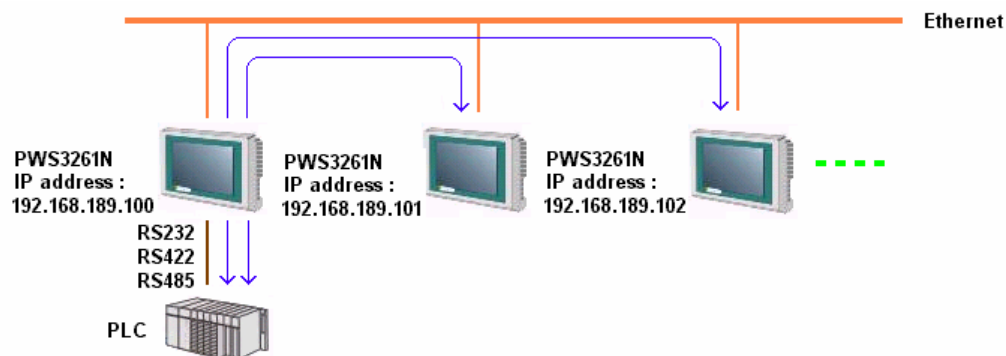 Ethernet
PWS3261N
IP address :
192.168.189.100
PWS3261N
IP address :
192.168.189.101
PWS3261N
IP address :
192.168.189.102
RS232
RS422
RS485
PLC